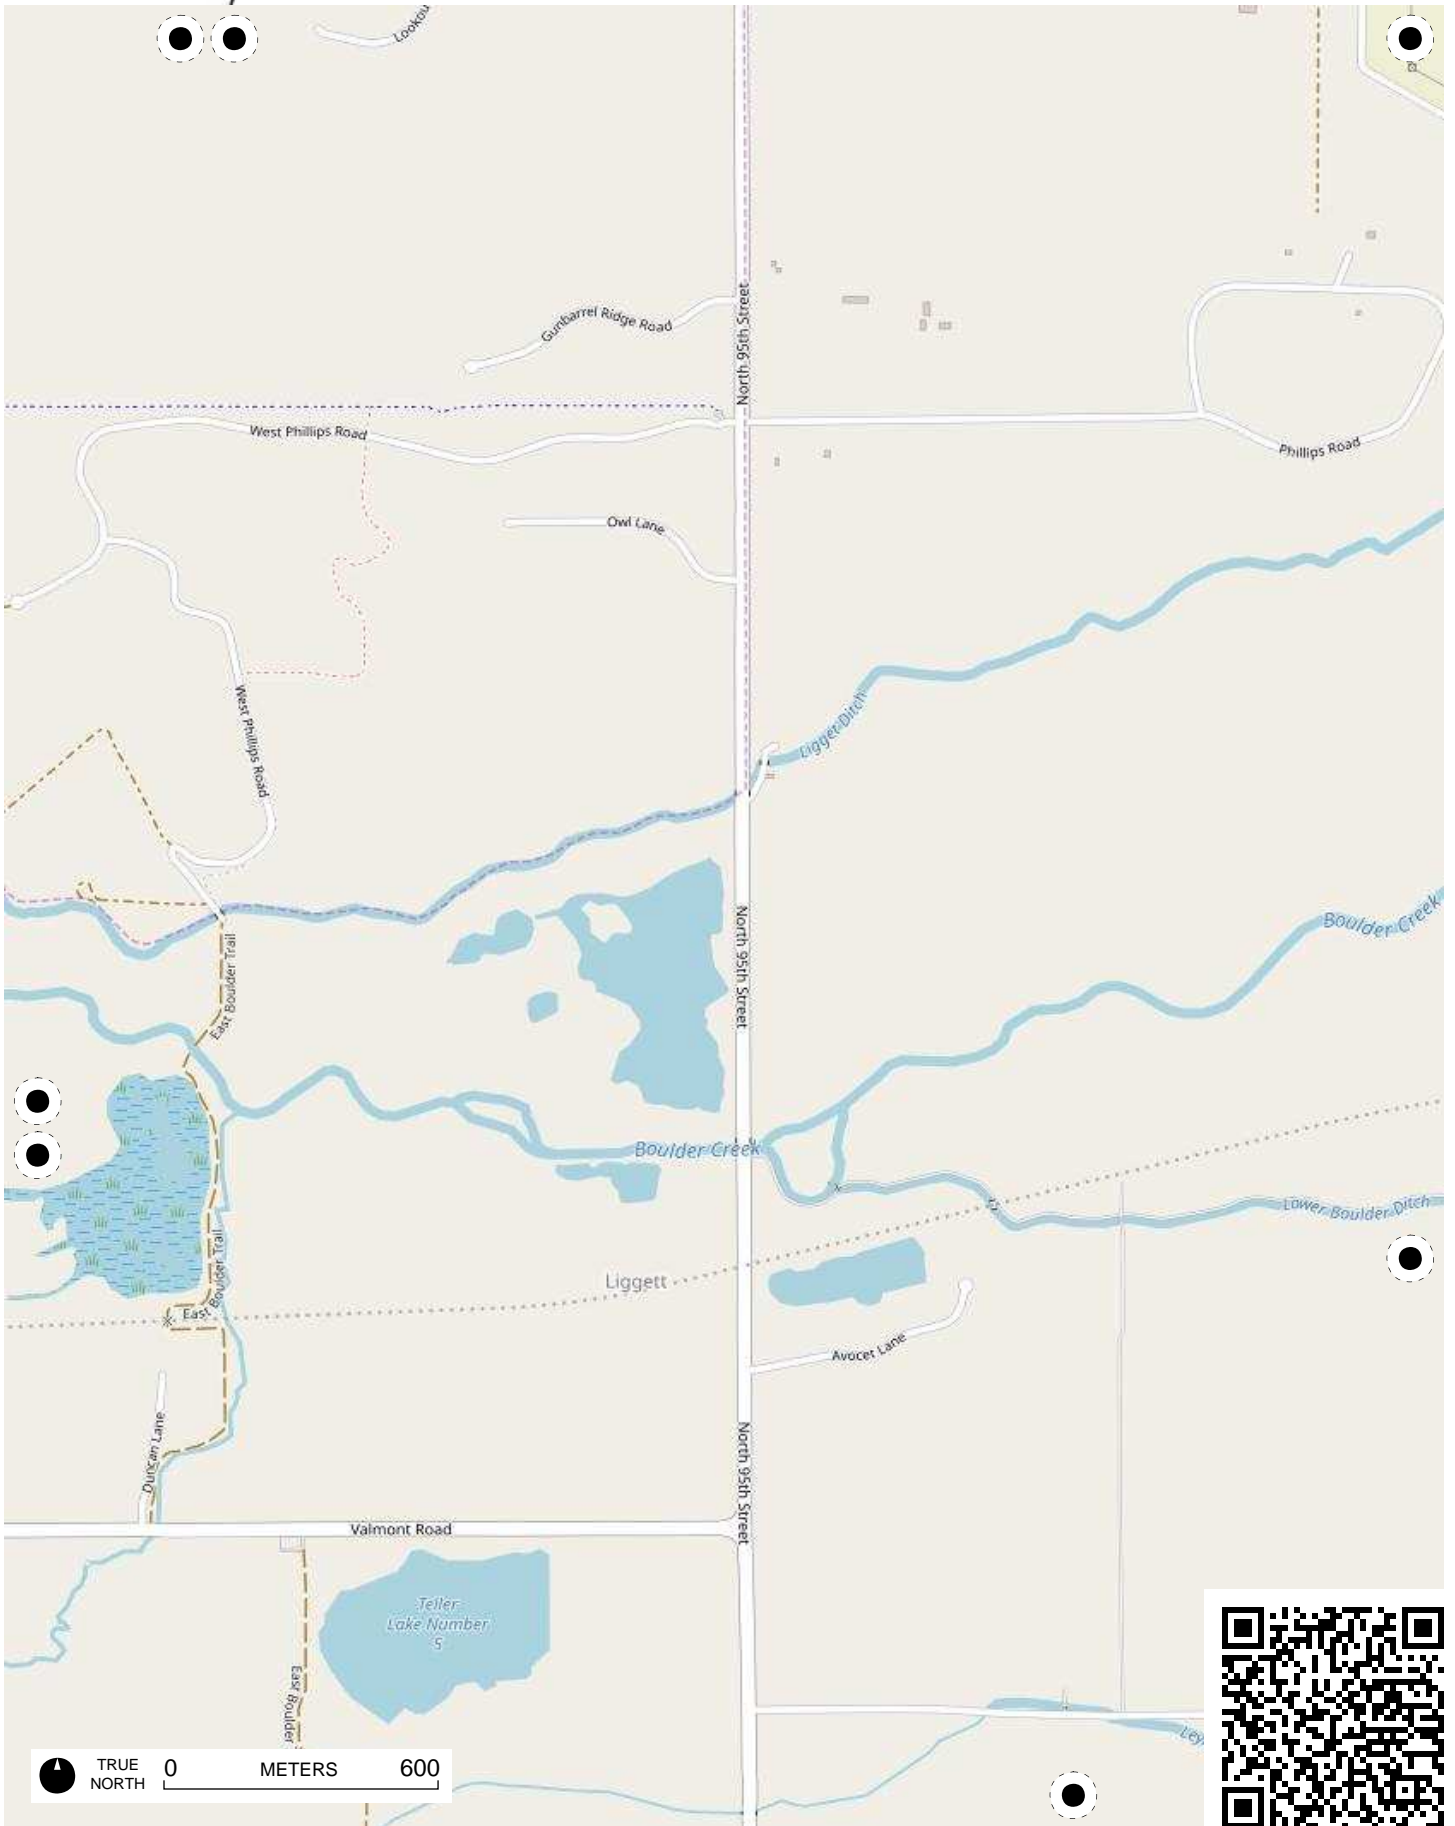 Lookou
North 95th Street
Gunbarrel Ridge Road
West Phillips Road
Phillips Road
Owl Lane
Ligget Ditch
West Phillips Road
North 95th Street
Boulder Creek
East Boulder Trail
Boulder Creek
Lower Boulder Ditch
East Boulder Trail
Liggett
Avocet Lane
Duncan Lane
North 95th Street
Valmont Road
Teller
Lake Number
5
East Boulder
Ley
TRUE
NORTH
0 METERS 600